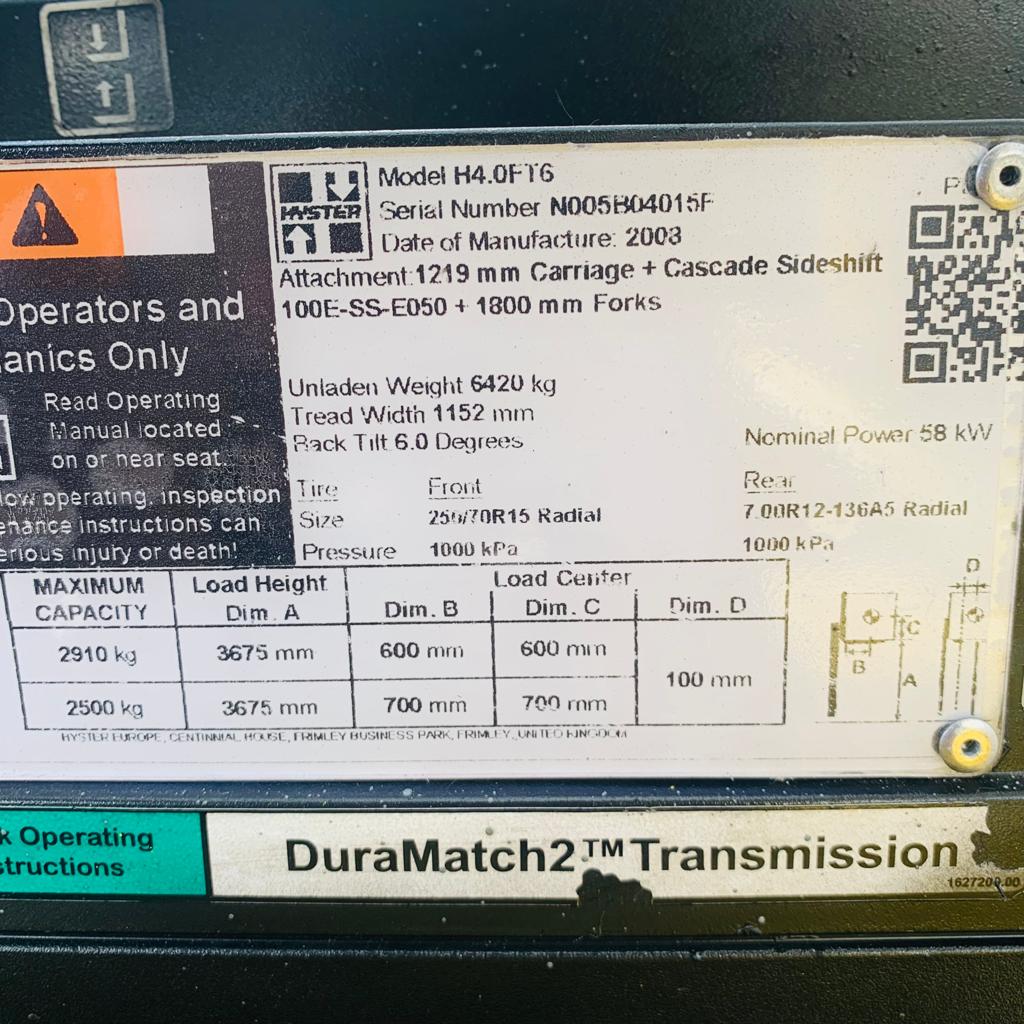 Operators and
anics Only
Read Operating
Manual located
on or near seat.
low operating, inspection
enance instructions can
erious injury or death!
HYSTER
Model H4.0FT6
Serial Number N005B04015F
Date of Manufacture: 2008
Attachment: 1219 mm Carriage + Cascade Sideshift
100E-SS-E050 + 1800 mm Forks
Unladen Weight 6420 kg
Tread Width 1152 mm
Back Tilt 6.0 Degrees
Nominal Power 58 kW
Tire Front Rear
Size 250/70R15 Radial 7.00R12-136A5 Radial
Pressure 1000 kPa 1000 kPa
MAXIMUM CAPACITY Load Height Dim. A Load Center
Dim. B Dim. C Dim. D
2910 kg 3675 mm 600 mm 600 mm
100 mm
2500 kg 3675 mm 700 mm 700 mm
D
C
B
A
HYSTER EUROPE, CENTINNIAL HOUSE, FRIMLEY BUSINESS PARK, FRIMLEY, UNITED KINGDOM
k Operating
structions
DuraMatch2™ Transmission